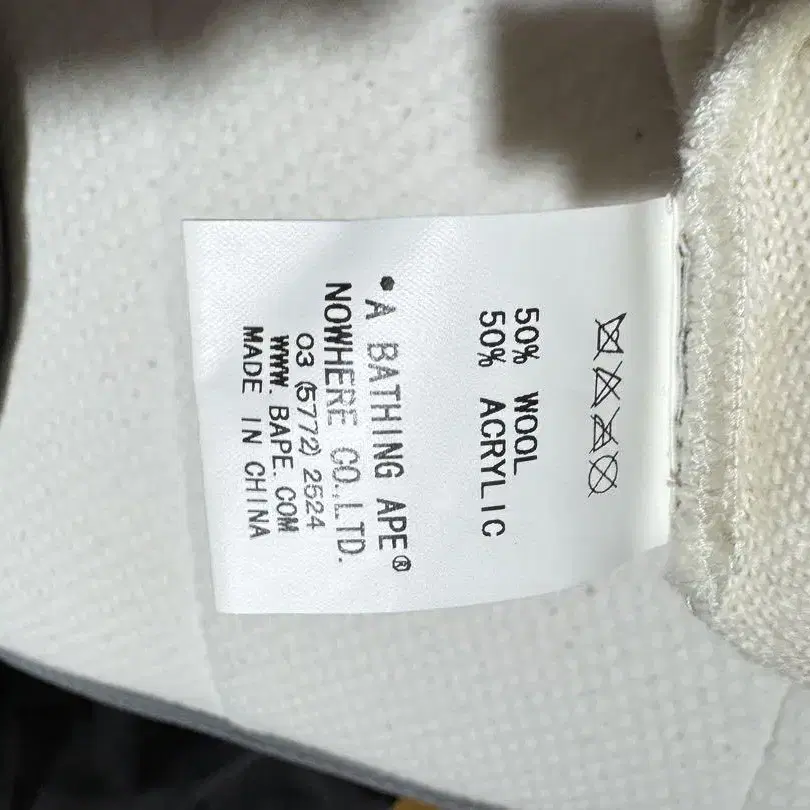 50% WOOL
50% ACRYLIC
•A BATHING APE®
NOWHERE CO.,LTD.
03 (5772) 2524
WWW.BAPE.COM
MADE IN CHINA